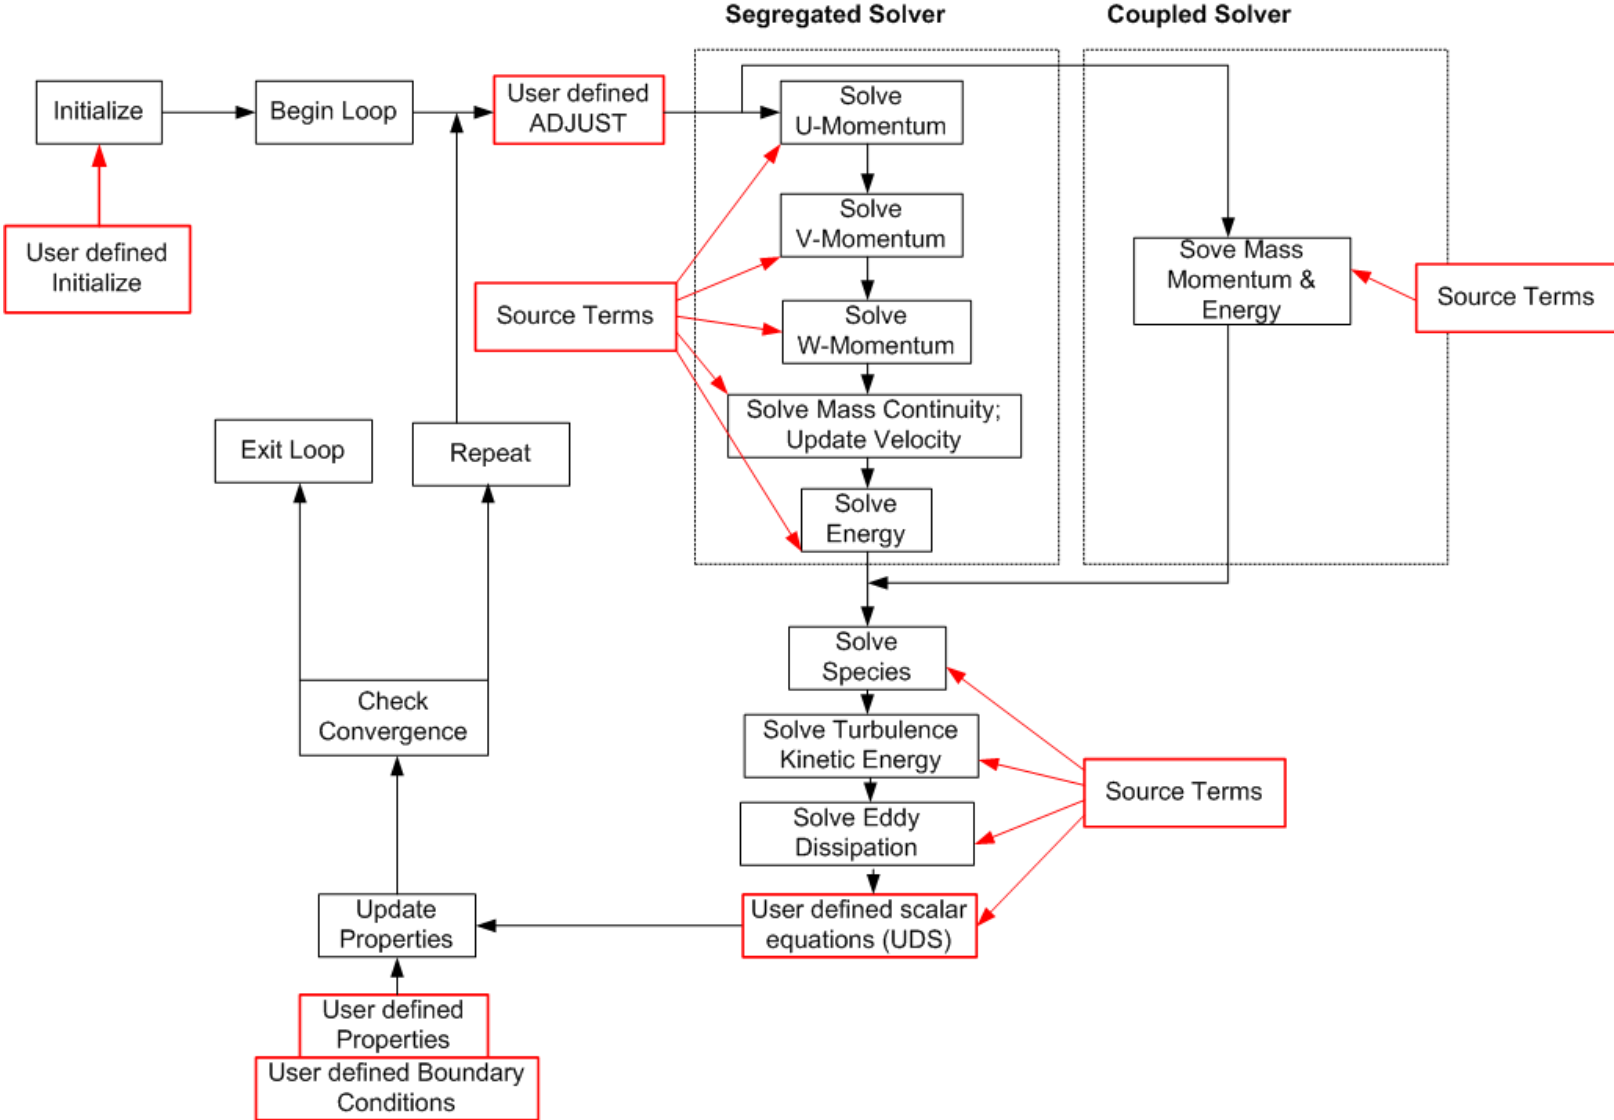 Segregated Solver
Coupled Solver
Initialize
Begin Loop
User defined
ADJUST
Solve
U-Momentum
User defined
Initialize
Solve
V-Momentum
Sove Mass
Momentum &
Energy
Source Terms
Source Terms
Solve
W-Momentum
Solve Mass Continuity;
Update Velocity
Exit Loop
Repeat
Solve
Energy
Solve
Species
Check
Convergence
Solve Turbulence
Kinetic Energy
Source Terms
Solve Eddy
Dissipation
Update
Properties
User defined scalar
equations (UDS)
User defined
Properties
User defined Boundary
Conditions